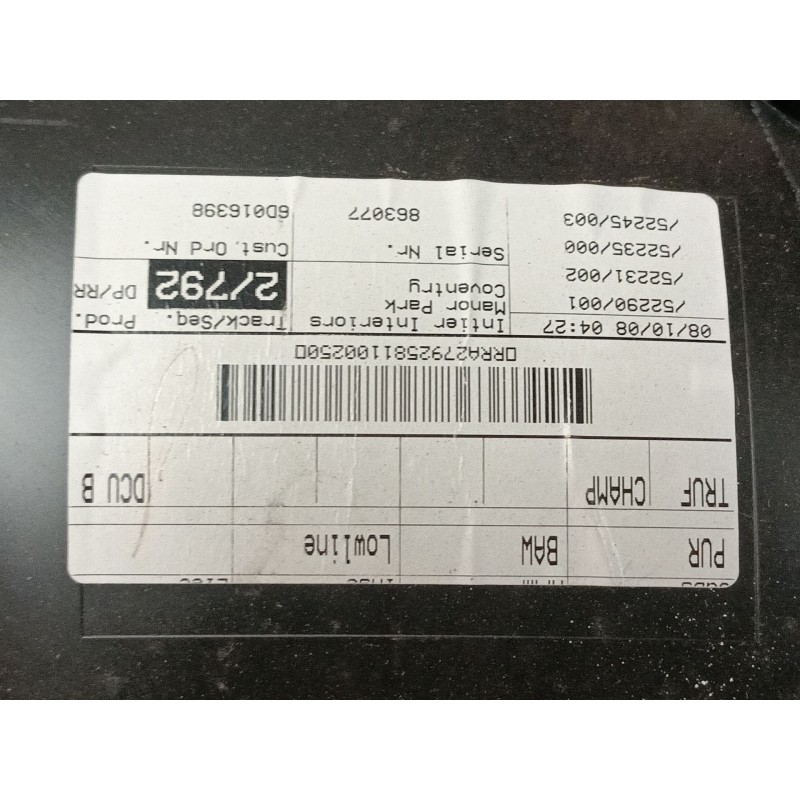 PUR BAW Lowline
TRUF CHAMP DCU B
▯RRA2792581100250▯
08/10/08 04:27 Intier Interiors Track/Seq. Prod.
/52290/001 Manor Park
/52231/002 Coventry 2/792 DP/RR
/52235/000 Serial Nr. Cust. Ord Nr.
/52245/003 863077 6D016398